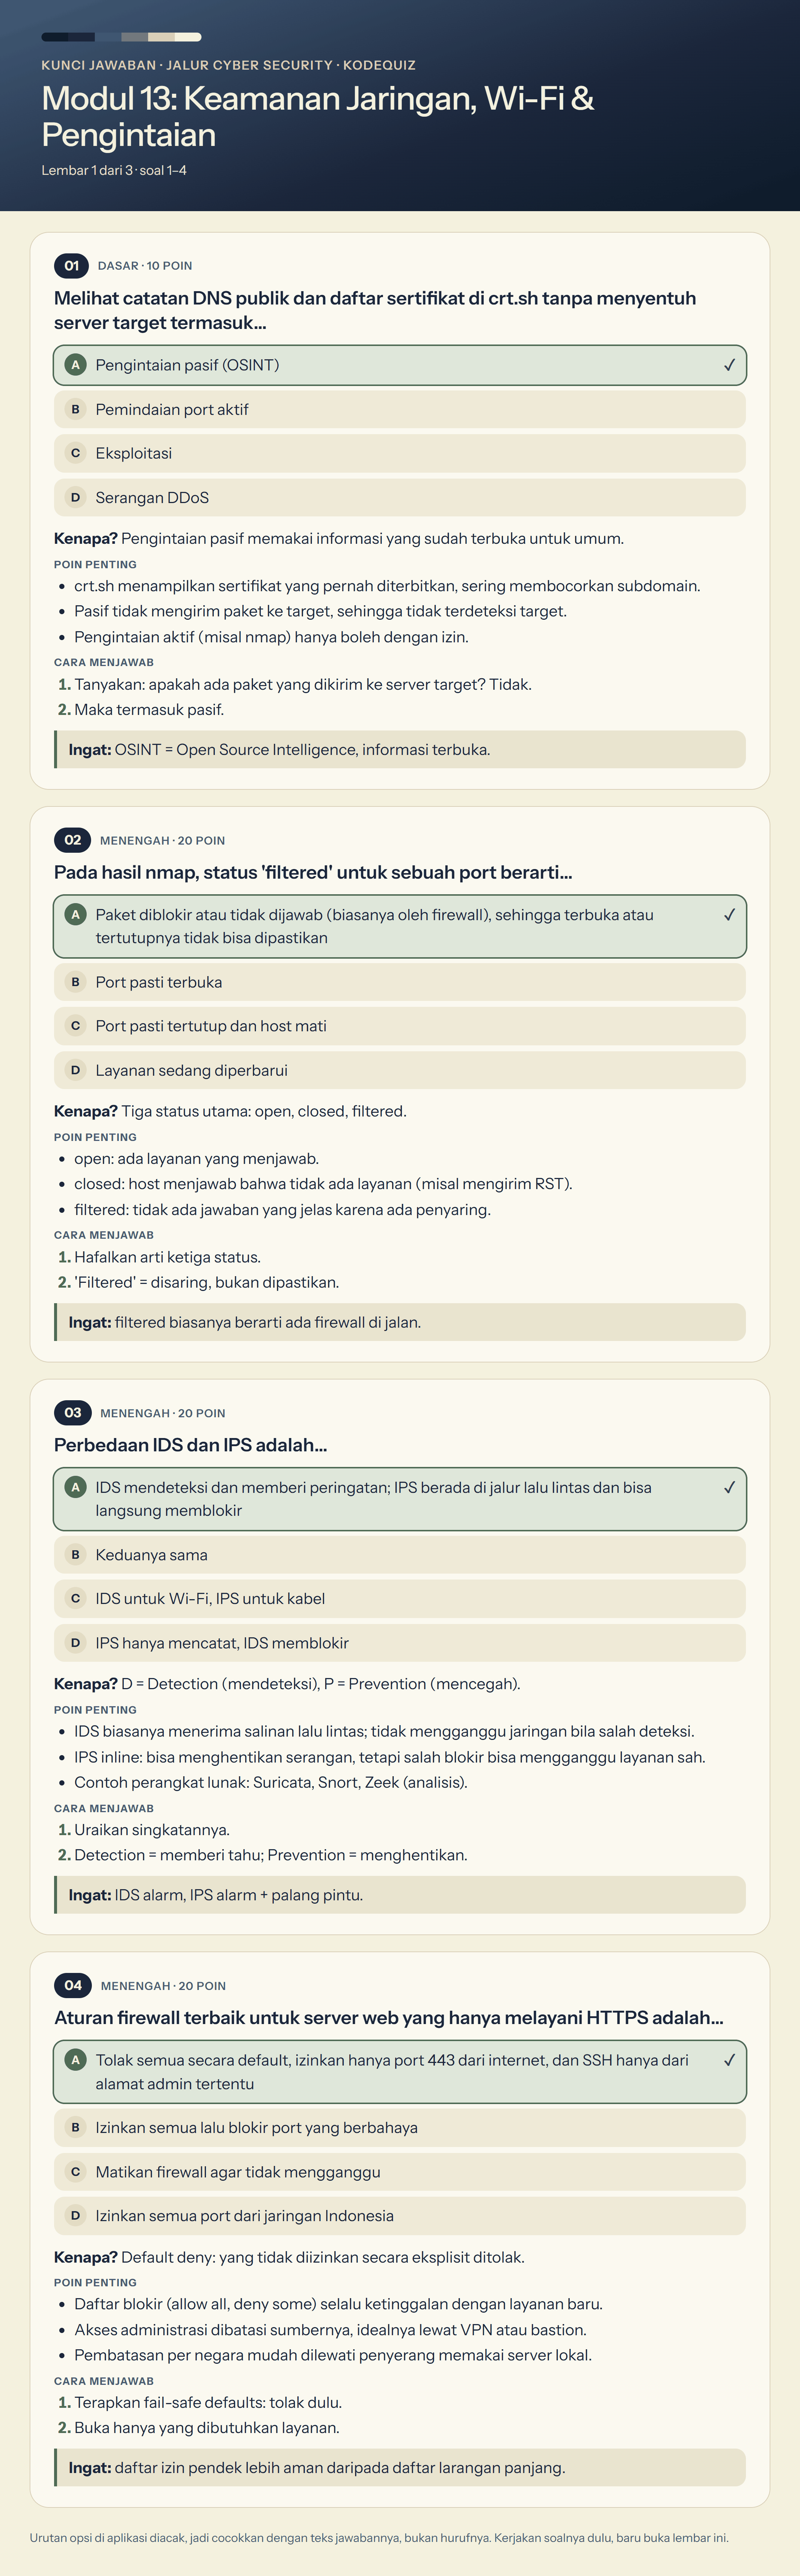 KUNCI JAWABAN · JALUR CYBER SECURITY · KODEQUIZ
Modul 13: Keamanan Jaringan, Wi-Fi &
Pengintaian
Lembar 1 dari 3 · soal 1–4
01 DASAR · 10 POIN
Melihat catatan DNS publik dan daftar sertifikat di crt.sh tanpa menyentuh
server target termasuk...
A Pengintaian pasif (OSINT) ✓
B Pemindaian port aktif
C Eksploitasi
D Serangan DDoS
Kenapa? Pengintaian pasif memakai informasi yang sudah terbuka untuk umum.
POIN PENTING
• crt.sh menampilkan sertifikat yang pernah diterbitkan, sering membocorkan subdomain.
• Pasif tidak mengirim paket ke target, sehingga tidak terdeteksi target.
• Pengintaian aktif (misal nmap) hanya boleh dengan izin.
CARA MENJAWAB
1. Tanyakan: apakah ada paket yang dikirim ke server target? Tidak.
2. Maka termasuk pasif.
Ingat: OSINT = Open Source Intelligence, informasi terbuka.
02 MENENGAH · 20 POIN
Pada hasil nmap, status 'filtered' untuk sebuah port berarti...
A Paket diblokir atau tidak dijawab (biasanya oleh firewall), sehingga terbuka atau ✓
tertutupnya tidak bisa dipastikan
B Port pasti terbuka
C Port pasti tertutup dan host mati
D Layanan sedang diperbarui
Kenapa? Tiga status utama: open, closed, filtered.
POIN PENTING
• open: ada layanan yang menjawab.
• closed: host menjawab bahwa tidak ada layanan (misal mengirim RST).
• filtered: tidak ada jawaban yang jelas karena ada penyaring.
CARA MENJAWAB
1. Hafalkan arti ketiga status.
2. 'Filtered' = disaring, bukan dipastikan.
Ingat: filtered biasanya berarti ada firewall di jalan.
03 MENENGAH · 20 POIN
Perbedaan IDS dan IPS adalah...
A IDS mendeteksi dan memberi peringatan; IPS berada di jalur lalu lintas dan bisa ✓
langsung memblokir
B Keduanya sama
C IDS untuk Wi-Fi, IPS untuk kabel
D IPS hanya mencatat, IDS memblokir
Kenapa? D = Detection (mendeteksi), P = Prevention (mencegah).
POIN PENTING
• IDS biasanya menerima salinan lalu lintas; tidak mengganggu jaringan bila salah deteksi.
• IPS inline: bisa menghentikan serangan, tetapi salah blokir bisa mengganggu layanan sah.
• Contoh perangkat lunak: Suricata, Snort, Zeek (analisis).
CARA MENJAWAB
1. Uraikan singkatannya.
2. Detection = memberi tahu; Prevention = menghentikan.
Ingat: IDS alarm, IPS alarm + palang pintu.
04 MENENGAH · 20 POIN
Aturan firewall terbaik untuk server web yang hanya melayani HTTPS adalah...
A Tolak semua secara default, izinkan hanya port 443 dari internet, dan SSH hanya dari ✓
alamat admin tertentu
B Izinkan semua lalu blokir port yang berbahaya
C Matikan firewall agar tidak mengganggu
D Izinkan semua port dari jaringan Indonesia
Kenapa? Default deny: yang tidak diizinkan secara eksplisit ditolak.
POIN PENTING
• Daftar blokir (allow all, deny some) selalu ketinggalan dengan layanan baru.
• Akses administrasi dibatasi sumbernya, idealnya lewat VPN atau bastion.
• Pembatasan per negara mudah dilewati penyerang memakai server lokal.
CARA MENJAWAB
1. Terapkan fail-safe defaults: tolak dulu.
2. Buka hanya yang dibutuhkan layanan.
Ingat: daftar izin pendek lebih aman daripada daftar larangan panjang.
Urutan opsi di aplikasi diacak, jadi cocokkan dengan teks jawabannya, bukan hurufnya. Kerjakan soalnya dulu, baru buka lembar ini.